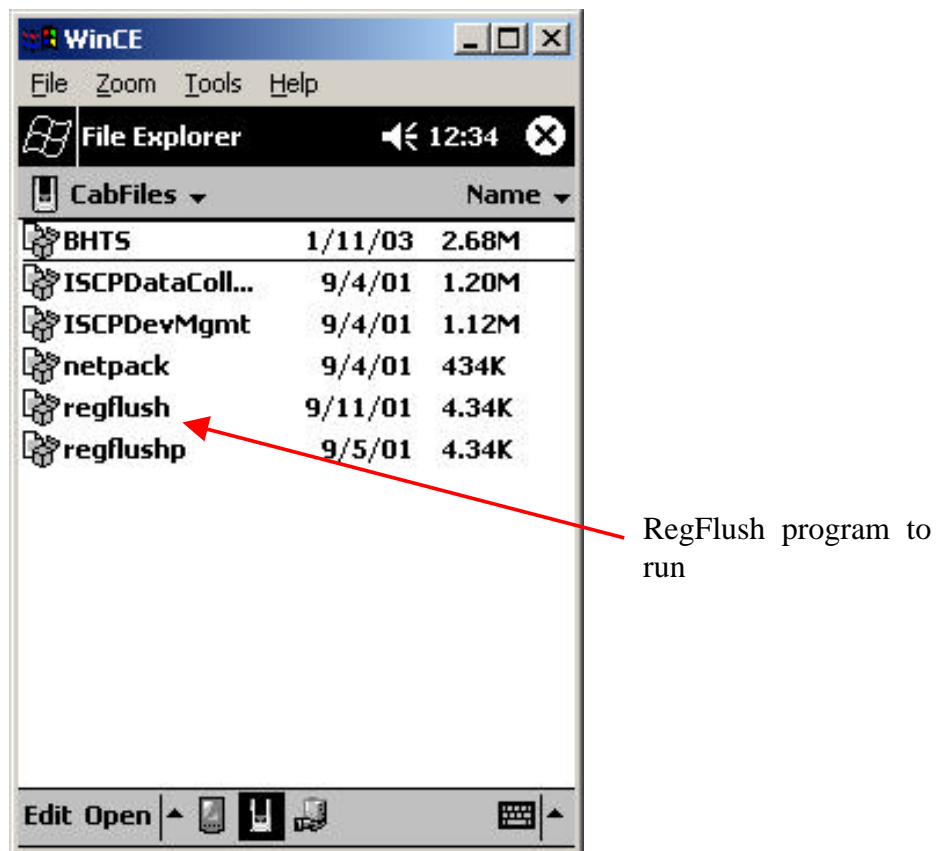 WinCE
File Zoom Tools Help
File Explorer 12:34
CabFiles Name
BHTS 1/11/03 2.68M
ISCPDataColl... 9/4/01 1.20M
ISCPDevMgmt 9/4/01 1.12M
netpack 9/4/01 434K
regflush 9/11/01 4.34K
regflushp 9/5/01 4.34K
RegFlush program to
run
Edit Open